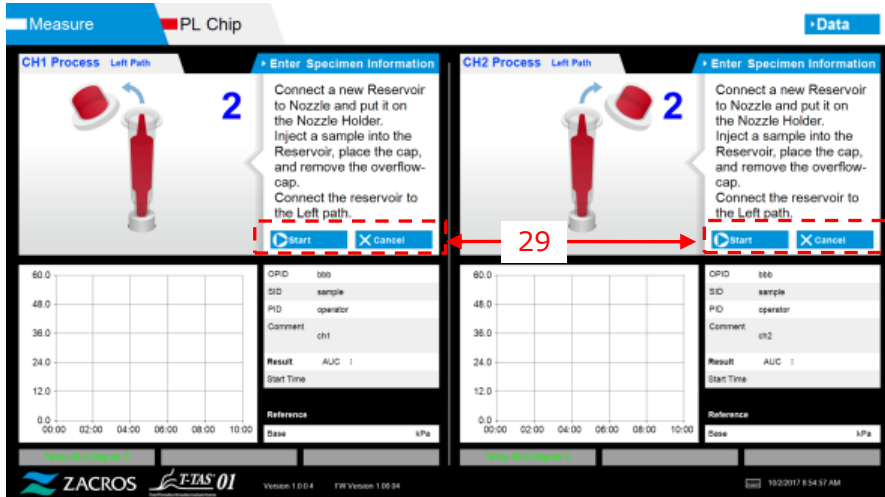 Measure
PL Chip
Data
CH1 Process Left Path
Enter Specimen Information
2
Connect a new Reservoir
to Nozzle and put it on
the Nozzle Holder.
Inject a sample into the
Reservoir, place the cap,
and remove the overflow-
cap.
Connect the reservoir to
the Left path.
Start
Cancel
CH2 Process Left Path
Enter Specimen Information
2
Connect a new Reservoir
to Nozzle and put it on
the Nozzle Holder.
Inject a sample into the
Reservoir, place the cap,
and remove the overflow-
cap.
Connect the reservoir to
the Left path.
Start
Cancel
29
60.0
48.0
36.0
24.0
12.0
0.0
00:00 02:00 04:00 06:00 08:00 10:00
OPID bbb
SID sample
PID operator
Comment
ch1
Result AUC :
Start Time
Reference
Base kPa
60.0
48.0
36.0
24.0
12.0
0.0
00:00 02:00 04:00 06:00 08:00 10:00
OPID bbb
SID sample
PID operator
Comment
ch2
Result AUC :
Start Time
Reference
Base kPa
ZACROS
T-TAS 01
Version 1.0.0.4 FW Version 1.00.04
10/2/2017 8:54:57 AM